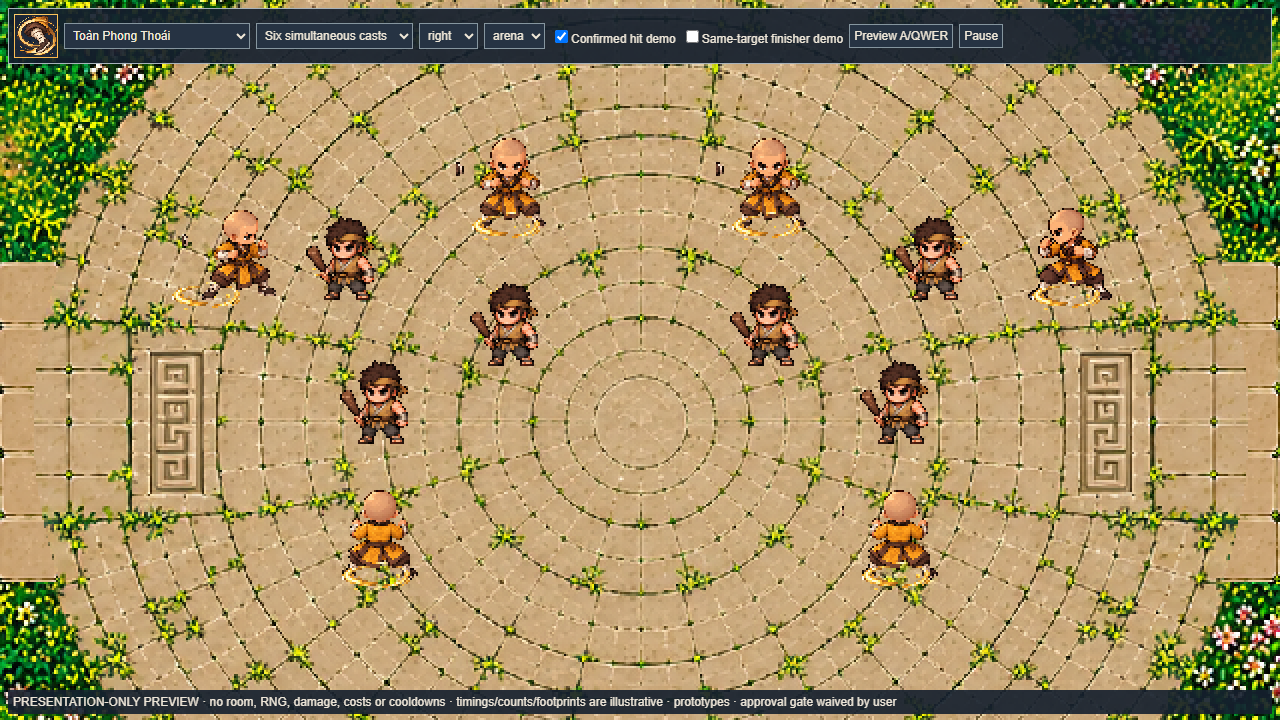 Toàn Phong Thoái Six simultaneous casts right arena Confirmed hit demo Same-target finisher demo Preview A/QWER Pause
PRESENTATION-ONLY PREVIEW · no room, RNG, damage, costs or cooldowns · timings/counts/footprints are illustrative · prototypes · approval gate waived by user